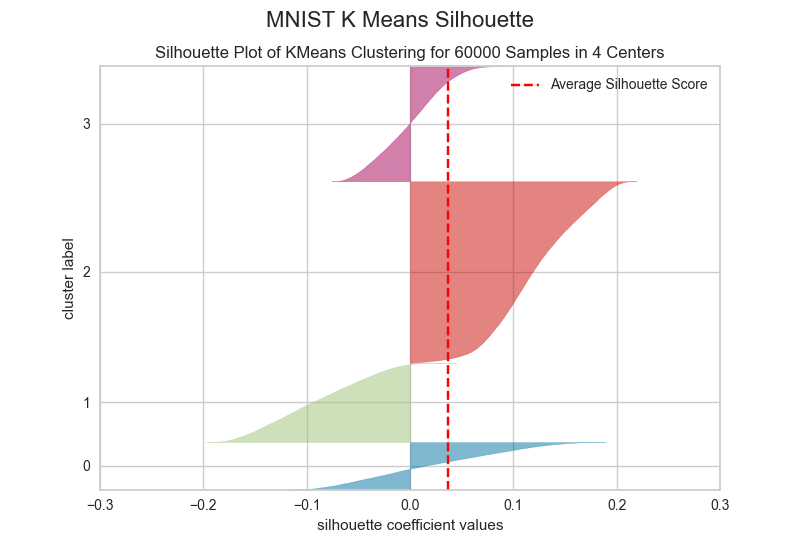 MNIST K Means Silhouette
Silhouette Plot of KMeans Clustering for 60000 Samples in 4 Centers
Average Silhouette Score
3
2
1
0
cluster label
−0.3 −0.2 −0.1 0.0 0.1 0.2 0.3
silhouette coefficient values